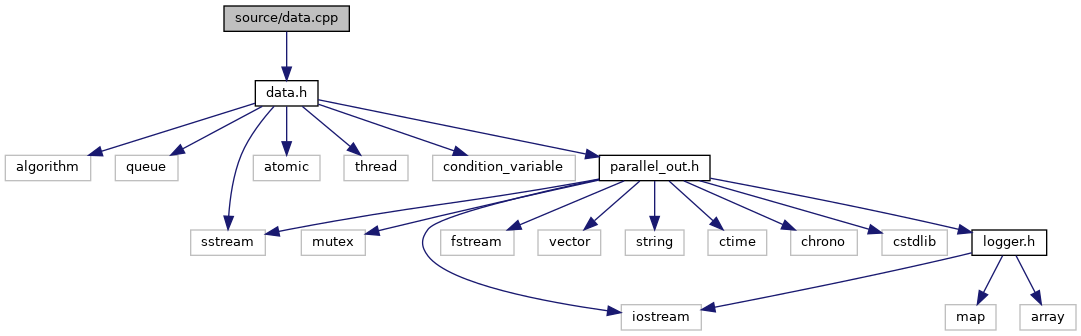 source/data.cpp
data.h
algorithm
queue
atomic
thread
condition_variable
parallel_out.h
sstream
mutex
fstream
vector
string
ctime
chrono
cstdlib
logger.h
iostream
map
array